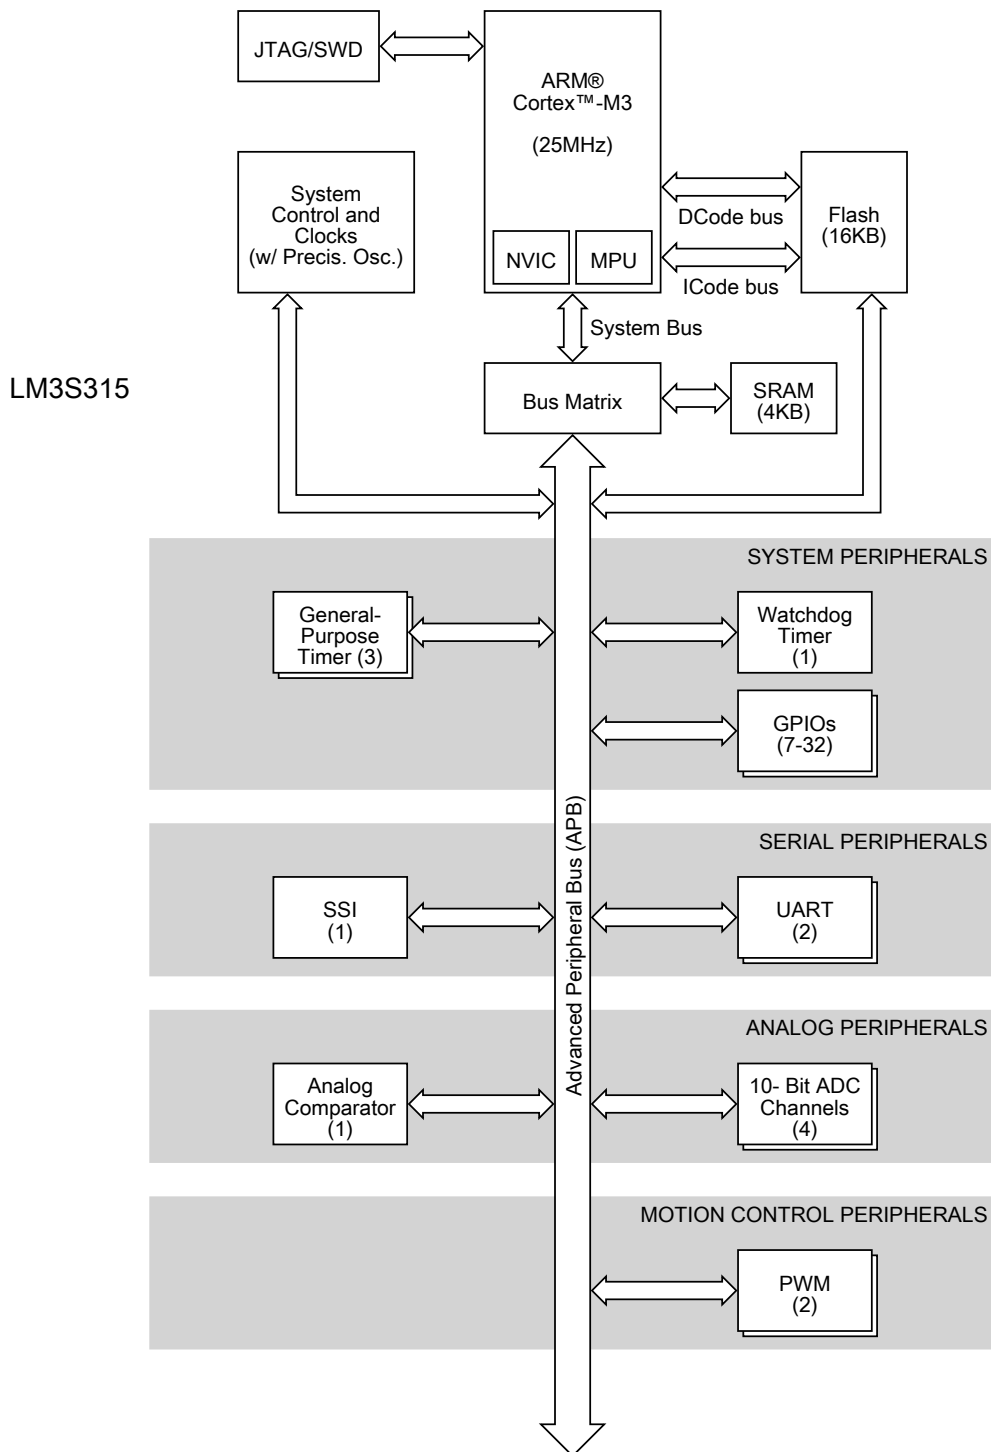 JTAG/SWD
ARM®
Cortex™-M3
(25MHz)
System
Control and
Clocks
(w/ Precis. Osc.)
DCode bus
Flash
(16KB)
NVIC
MPU
ICode bus
System Bus
LM3S315
Bus Matrix
SRAM
(4KB)
SYSTEM PERIPHERALS
General-
Purpose
Timer (3)
Watchdog
Timer
(1)
GPIOs
(7-32)
Advanced Peripheral Bus (APB)
SERIAL PERIPHERALS
SSI
(1)
UART
(2)
ANALOG PERIPHERALS
Analog
Comparator
(1)
10- Bit ADC
Channels
(4)
MOTION CONTROL PERIPHERALS
PWM
(2)